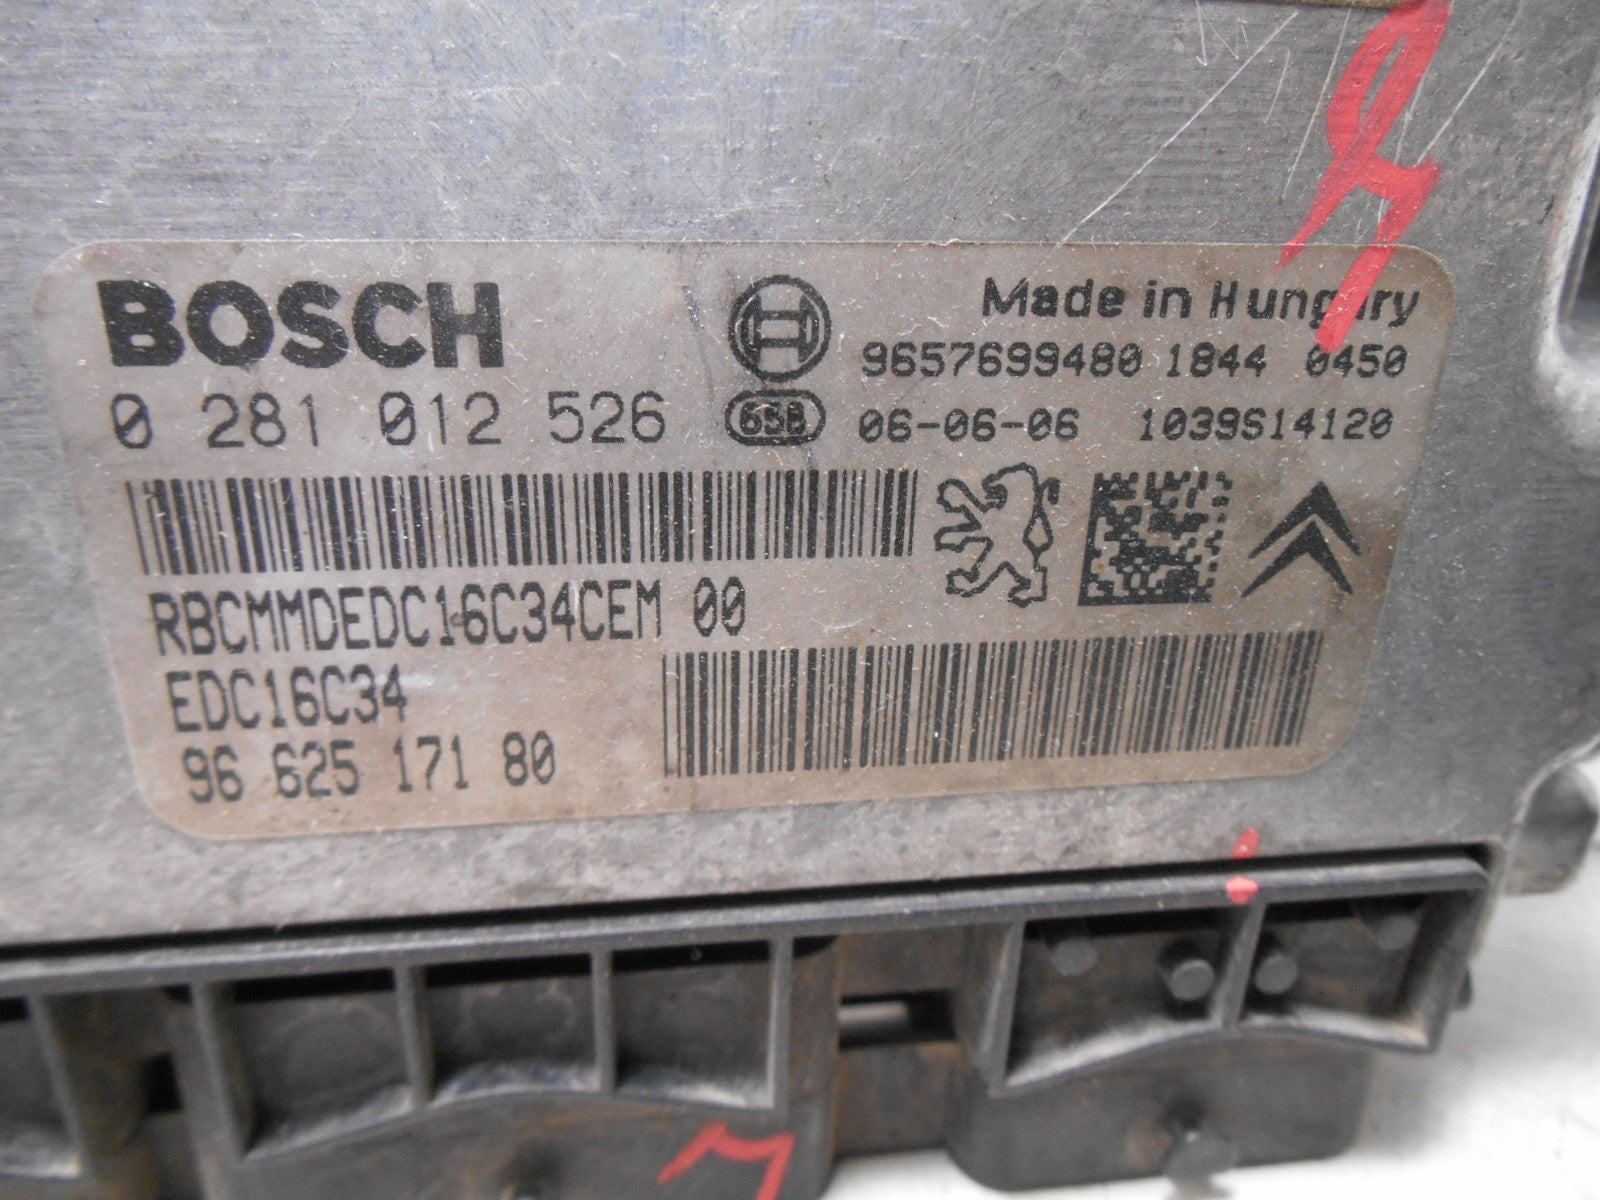 BOSCH
Made in Hungary
9657699480 1844 0450
0 281 012 526
65B
06-06-06 1039S14120
RBCMMDEDC16C34CEM 00
EDC16C34
96 625 171 80